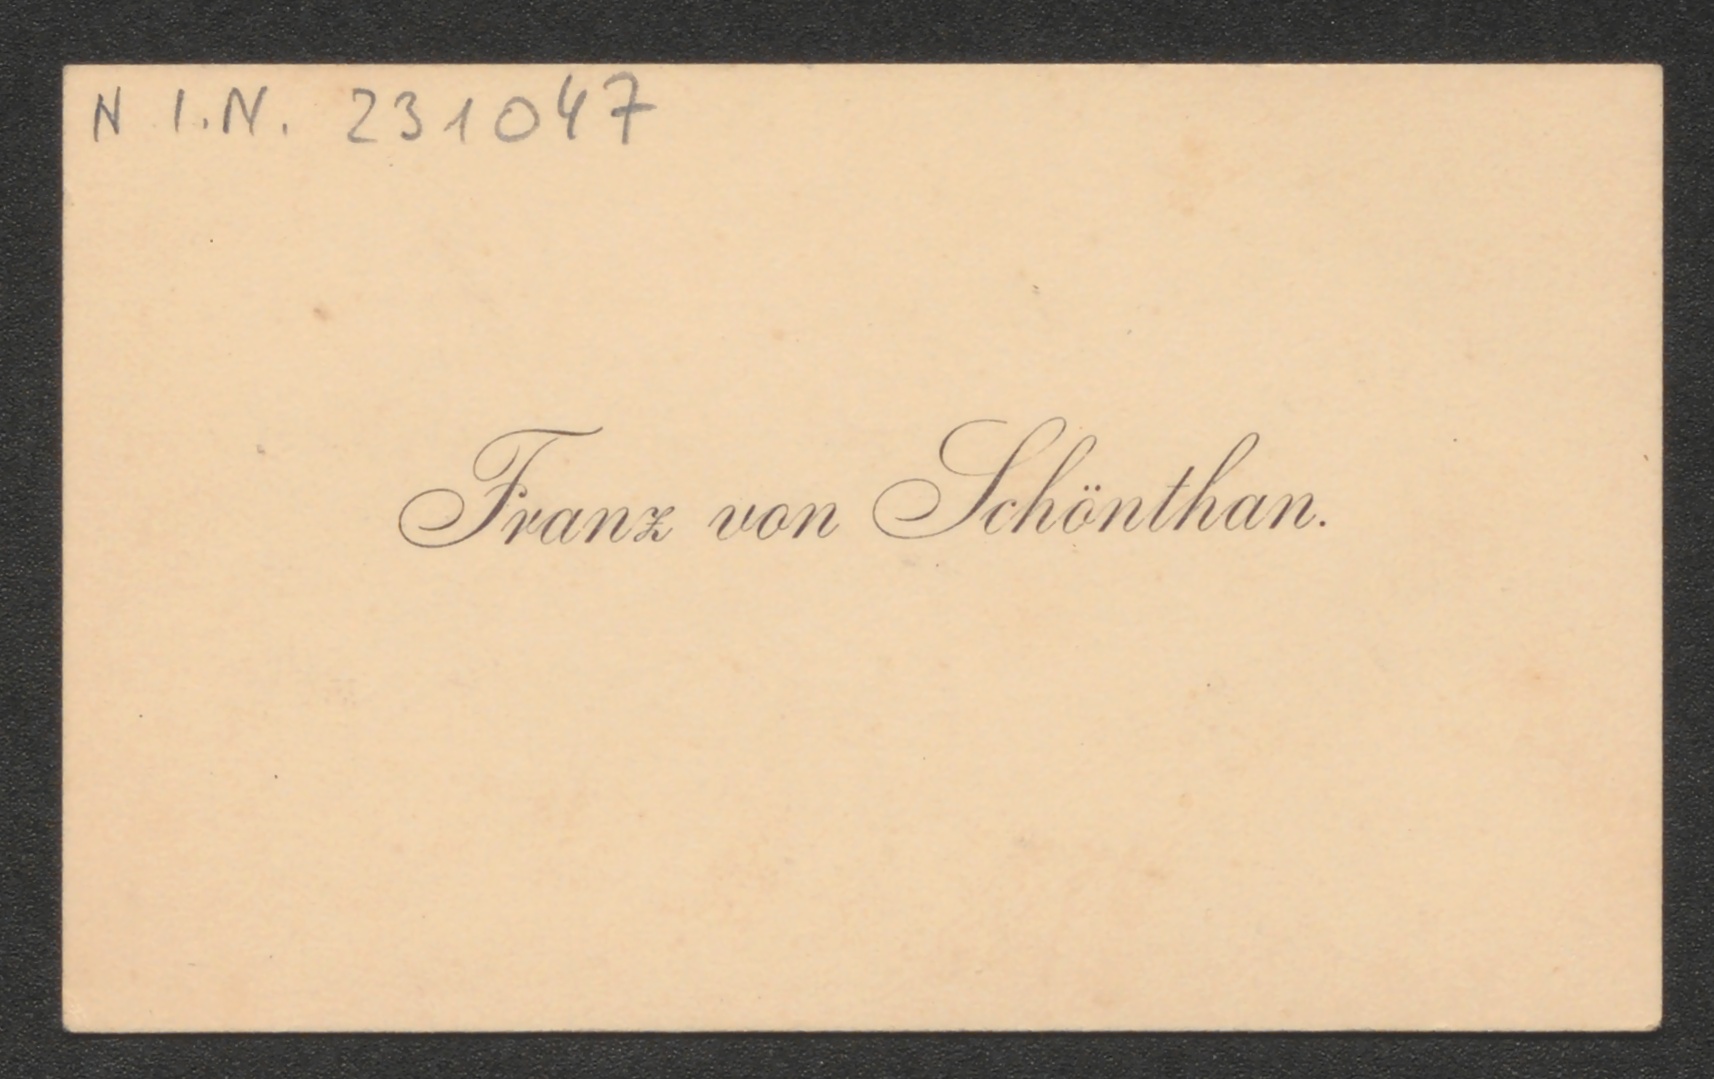 N I.N. 231047
Franz von Schönthan.